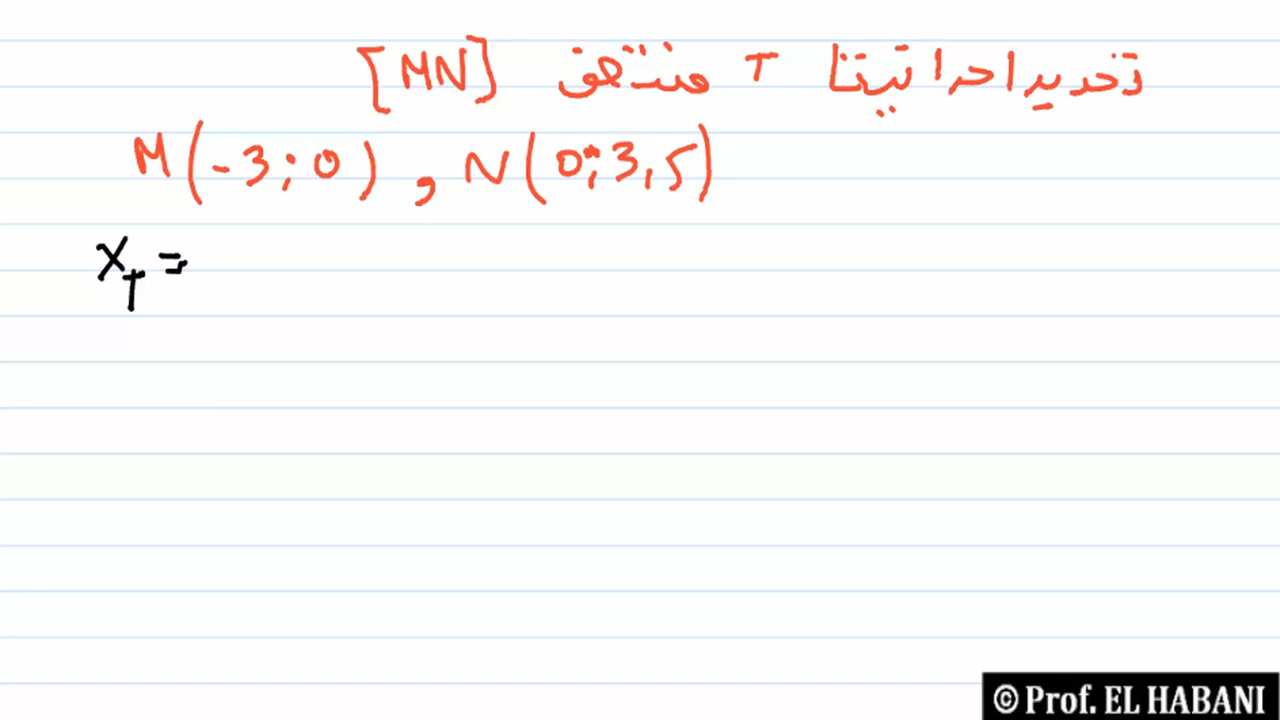 تحديد احداثيتا T منتصف [MN]
M(-3;0) , N(0;3,5)
X_T =
© Prof. EL HABANI